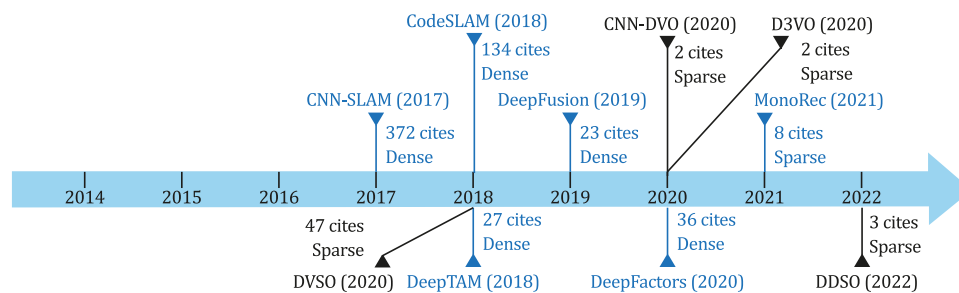 CodeSLAM (2018)
134 cites
Dense
CNN-DVO (2020)
2 cites
Sparse
D3VO (2020)
2 cites
Sparse
CNN-SLAM (2017)
372 cites
Dense
DeepFusion (2019)
23 cites
Dense
MonoRec (2021)
8 cites
Sparse
2014
2015
2016
2017
2018
2019
2020
2021
2022
47 cites
Sparse
DVSO (2020)
27 cites
Dense
DeepTAM (2018)
36 cites
Dense
DeepFactors (2020)
3 cites
Sparse
DDSO (2022)